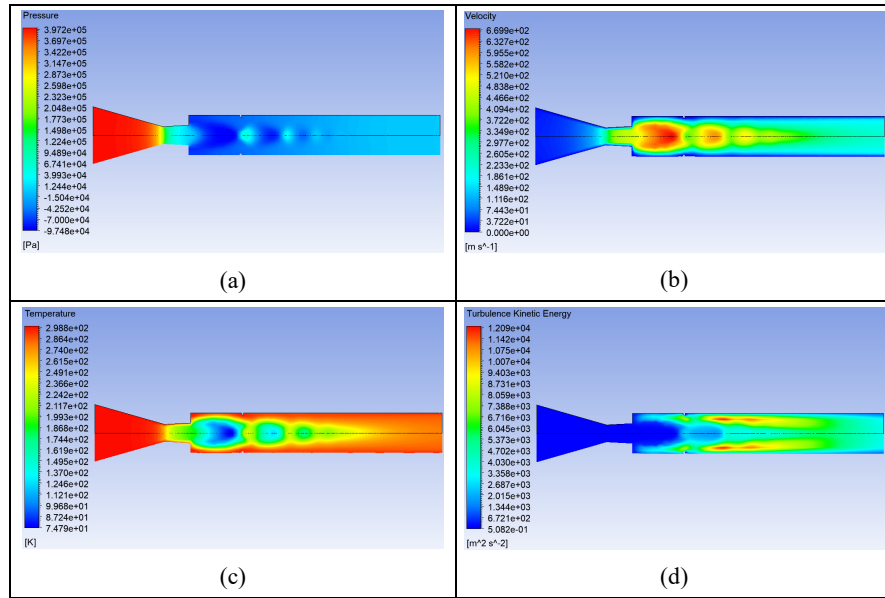 Pressure
3.972e+05
3.697e+05
3.422e+05
3.147e+05
2.873e+05
2.598e+05
2.323e+05
2.048e+05
1.773e+05
1.498e+05
1.224e+05
9.489e+04
6.741e+04
3.993e+04
1.244e+04
-1.504e+04
-4.252e+04
-7.000e+04
-9.748e+04
[Pa]
(a)
Velocity
6.699e+02
6.327e+02
5.955e+02
5.582e+02
5.210e+02
4.838e+02
4.466e+02
4.094e+02
3.722e+02
3.349e+02
2.977e+02
2.605e+02
2.233e+02
1.861e+02
1.489e+02
1.116e+02
7.443e+01
3.722e+01
0.000e+00
[m s^-1]
(b)
Temperature
2.988e+02
2.864e+02
2.740e+02
2.615e+02
2.491e+02
2.366e+02
2.242e+02
2.117e+02
1.993e+02
1.868e+02
1.744e+02
1.619e+02
1.495e+02
1.370e+02
1.246e+02
1.121e+02
9.968e+01
8.724e+01
7.479e+01
[K]
(c)
Turbulence Kinetic Energy
1.209e+04
1.142e+04
1.075e+04
1.007e+04
9.403e+03
8.731e+03
8.059e+03
7.388e+03
6.716e+03
6.045e+03
5.373e+03
4.702e+03
4.030e+03
3.358e+03
2.687e+03
2.015e+03
1.344e+03
6.721e+02
5.082e-01
[m^2 s^-2]
(d)